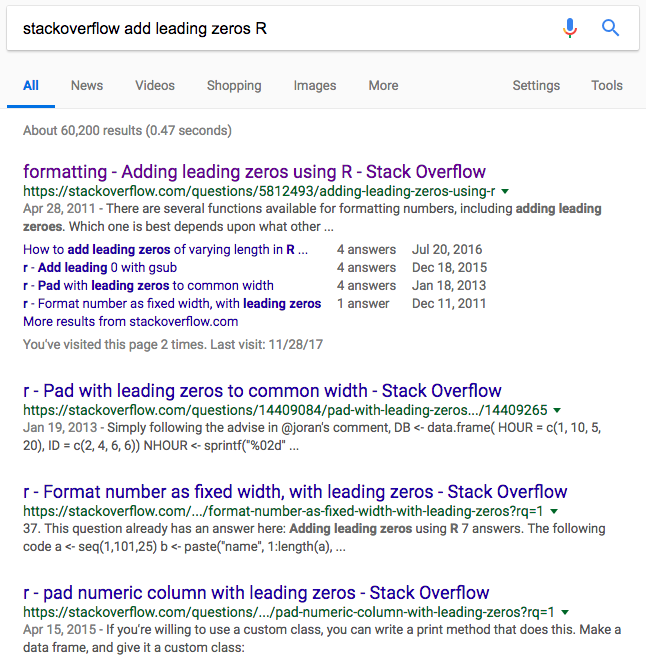 stackoverflow add leading zeros R
All News Videos Shopping Images More Settings Tools
About 60,200 results (0.47 seconds)
formatting - Adding leading zeros using R - Stack Overflow
https://stackoverflow.com/questions/5812493/adding-leading-zeros-using-r
Apr 28, 2011 - There are several functions available for formatting numbers, including adding leading
zeroes. Which one is best depends upon what other ...
How to add leading zeros of varying length in R ... 4 answers Jul 20, 2016
r - Add leading 0 with gsub 4 answers Dec 18, 2015
r - Pad with leading zeros to common width 4 answers Jan 18, 2013
r - Format number as fixed width, with leading zeros 1 answer Dec 11, 2011
More results from stackoverflow.com
You've visited this page 2 times. Last visit: 11/28/17
r - Pad with leading zeros to common width - Stack Overflow
https://stackoverflow.com/questions/14409084/pad-with-leading-zeros.../14409265
Jan 19, 2013 - Simply following the advise in @joran's comment, DB <- data.frame( HOUR = c(1, 10, 5,
20), ID = c(2, 4, 6, 6)) NHOUR <- sprintf("%02d" ...
r - Format number as fixed width, with leading zeros - Stack Overflow
https://stackoverflow.com/.../format-number-as-fixed-width-with-leading-zeros?rq=1
37. This question already has an answer here: Adding leading zeros using R 7 answers. The following
code a <- seq(1,101,25) b <- paste("name", 1:length(a), ...
r - pad numeric column with leading zeros - Stack Overflow
https://stackoverflow.com/questions/.../pad-numeric-column-with-leading-zeros?rq=1
Apr 15, 2015 - If you're willing to use a custom class, you can write a print method that does this. Make a
data frame, and give it a custom class: